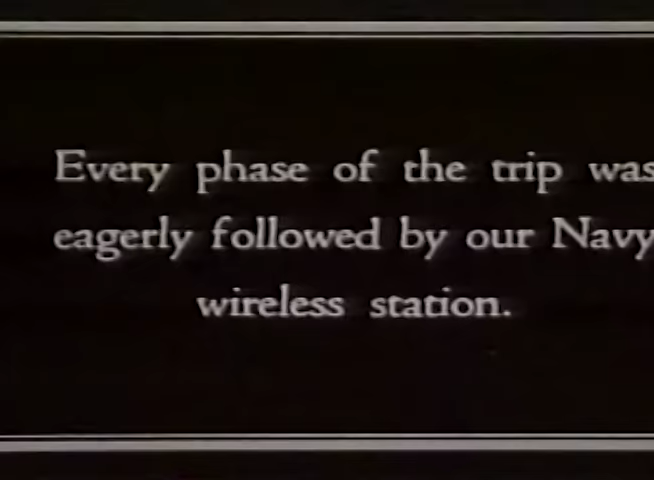 Every phase of the trip was
eagerly followed by our Navy
wireless station.